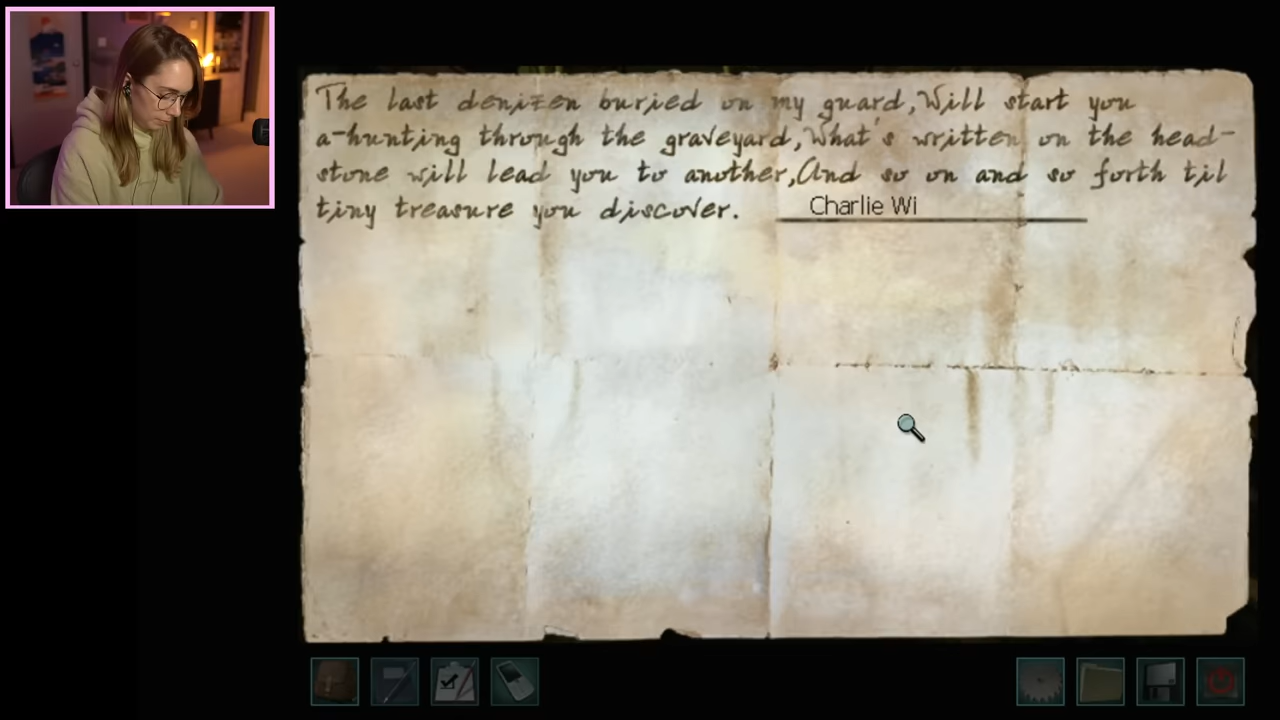 The last denizen buried on my guard,Will start you
a-hunting through the graveyard,What's written on the head-
stone will lead you to another,And so on and so forth til
tiny treasure you discover. Charlie Wi